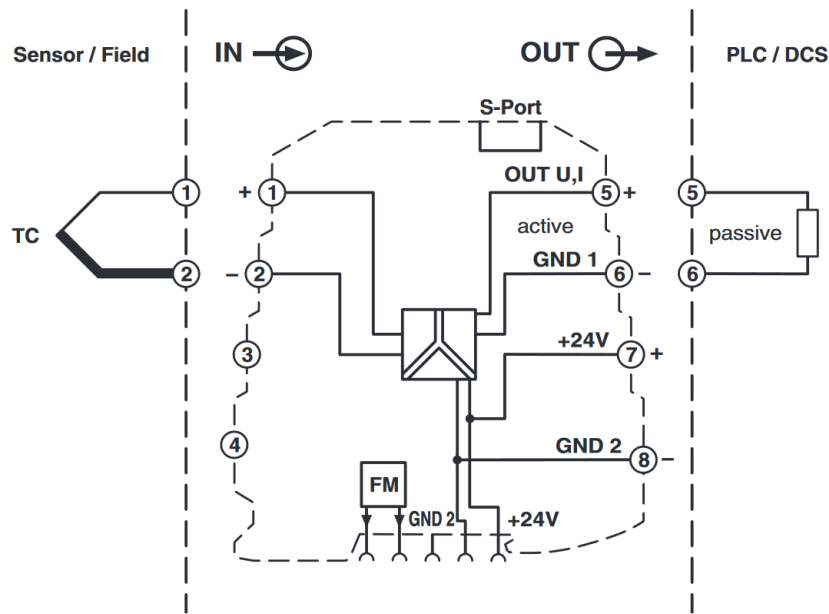 Sensor / Field
IN
OUT
PLC / DCS
S-Port
OUT U,I
1
+ 1
5 +
5
TC
active
passive
GND 1
2
– 2
6 –
6
+24V
3
7 +
4
GND 2
8 –
FM
GND 2
+24V